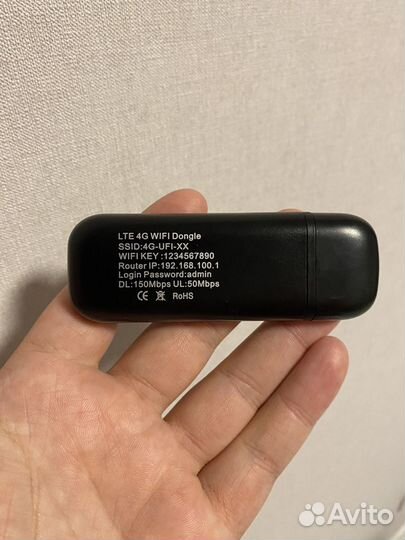 LTE 4G WIFI Dongle
SSID:4G-UFI-XX
WIFI KEY :1234567890
Router IP:192.168.100.1
Login Password:admin
DL:150Mbps UL:50Mbps
CE RoHS
Avito